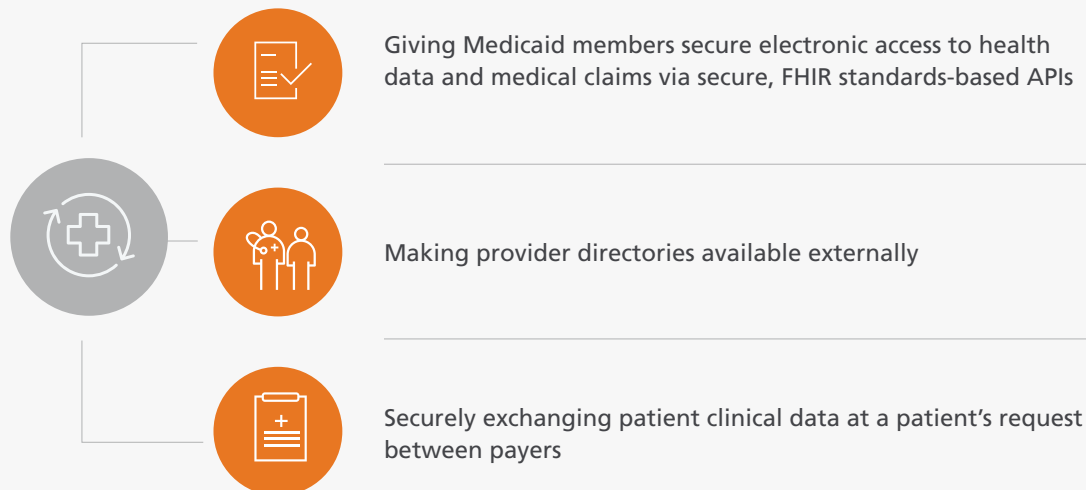 Giving Medicaid members secure electronic access to health
data and medical claims via secure, FHIR standards-based APIs
Making provider directories available externally
Securely exchanging patient clinical data at a patient’s request
between payers